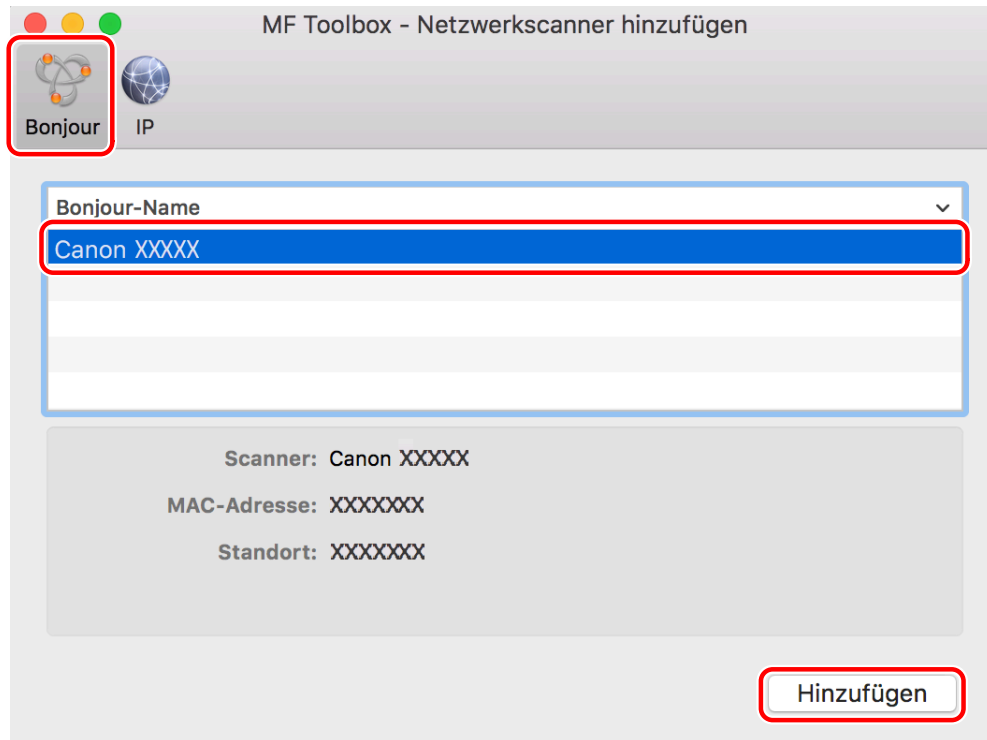 MF Toolbox - Netzwerkscanner hinzufügen
Bonjour IP
Bonjour-Name
Canon XXXXX
Scanner: Canon XXXXX
MAC-Adresse: XXXXXXX
Standort: XXXXXXX
Hinzufügen